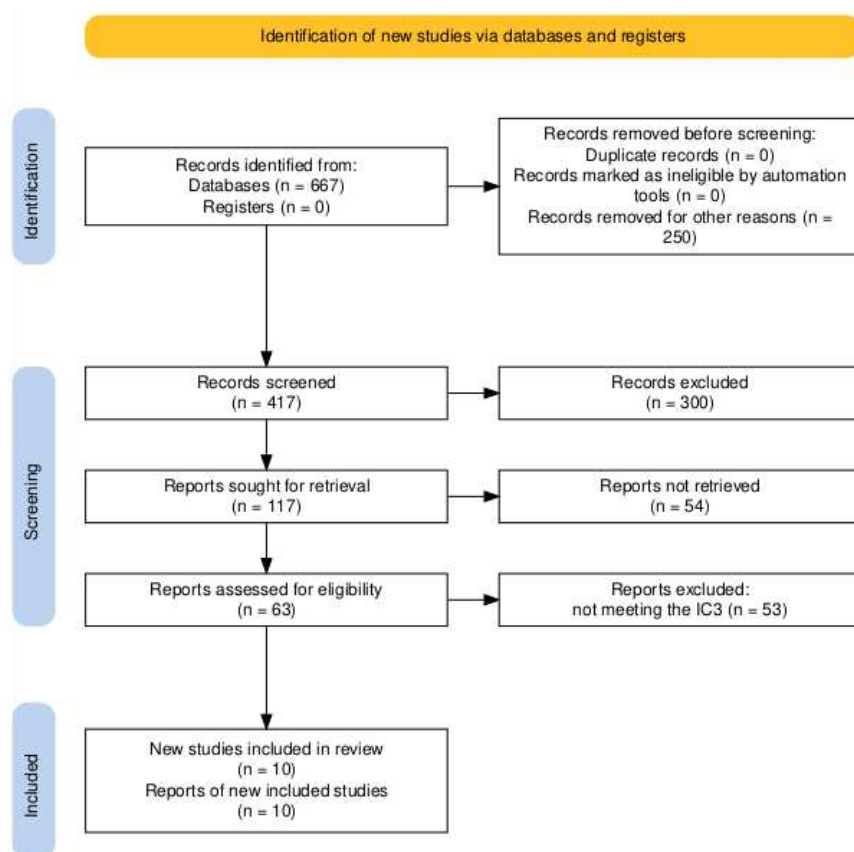 Identification of new studies via databases and registers
Identification
Records identified from:
Databases (n = 667)
Registers (n = 0)
Records removed before screening:
Duplicate records (n = 0)
Records marked as ineligible by automation
tools (n = 0)
Records removed for other reasons (n =
250)
Screening
Records screened
(n = 417)
Records excluded
(n = 300)
Reports sought for retrieval
(n = 117)
Reports not retrieved
(n = 54)
Reports assessed for eligibility
(n = 63)
Reports excluded:
not meeting the IC3 (n = 53)
Included
New studies included in review
(n = 10)
Reports of new included studies
(n = 10)